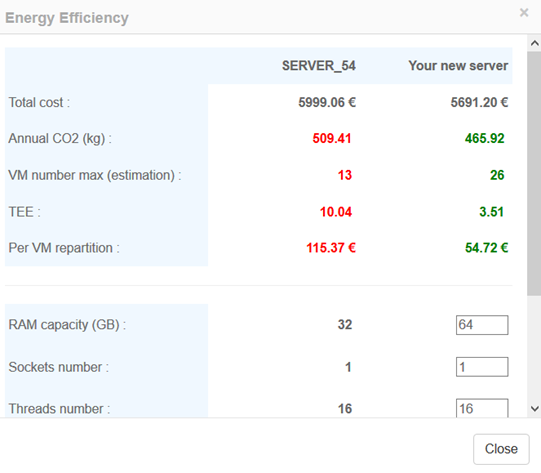 Energy Efficiency ×
SERVER_54 Your new server
Total cost : 5999.06 € 5691.20 €
Annual CO2 (kg) : 509.41 465.92
VM number max (estimation) : 13 26
TEE : 10.04 3.51
Per VM repartition : 115.37 € 54.72 €
RAM capacity (GB) : 32 64
Sockets number : 1 1
Threads number : 16 16
Close